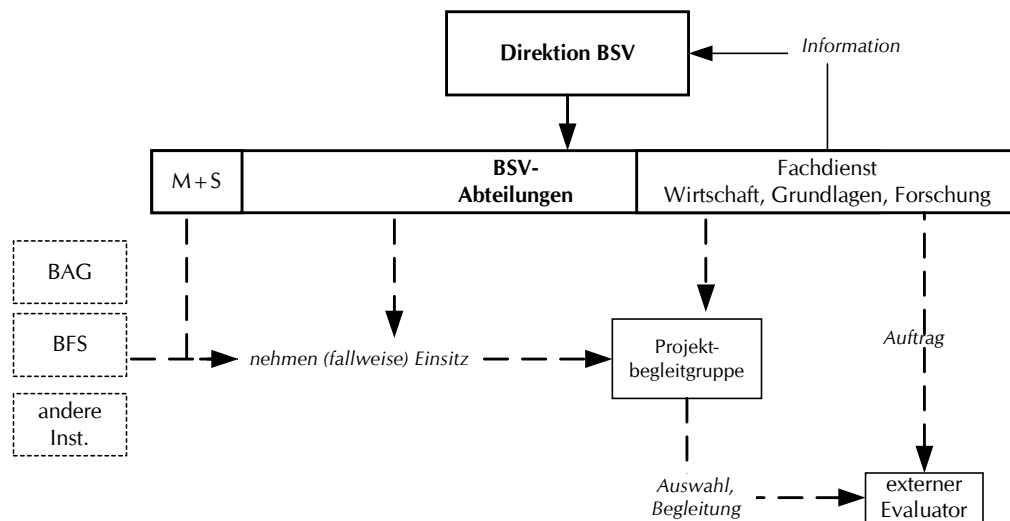 Direktion BSV
Information
M+S
BSV-
Abteilungen
Fachdienst
Wirtschaft, Grundlagen, Forschung
BAG
BFS
andere
Inst.
nehmen (fallweise) Einsitz
Projekt-
begleitgruppe
Auftrag
Auswahl,
Begleitung
externer
Evaluator